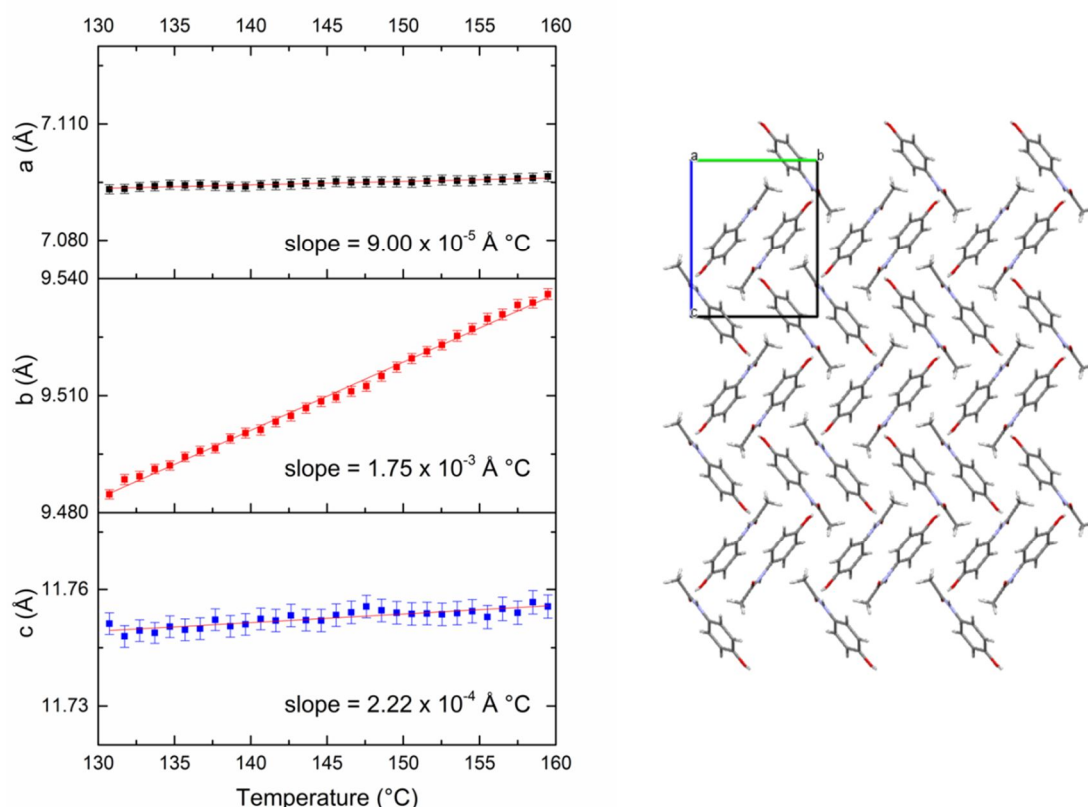 130 135 140 145 150 155 160
7.110
a (Å)
7.080
slope = 9.00 x 10⁻⁵ Å °C
9.540
b (Å)
9.510
slope = 1.75 x 10⁻³ Å °C
9.480
11.76
c (Å)
11.73
slope = 2.22 x 10⁻⁴ Å °C
130 135 140 145 150 155 160
Temperature (°C)
a b
c